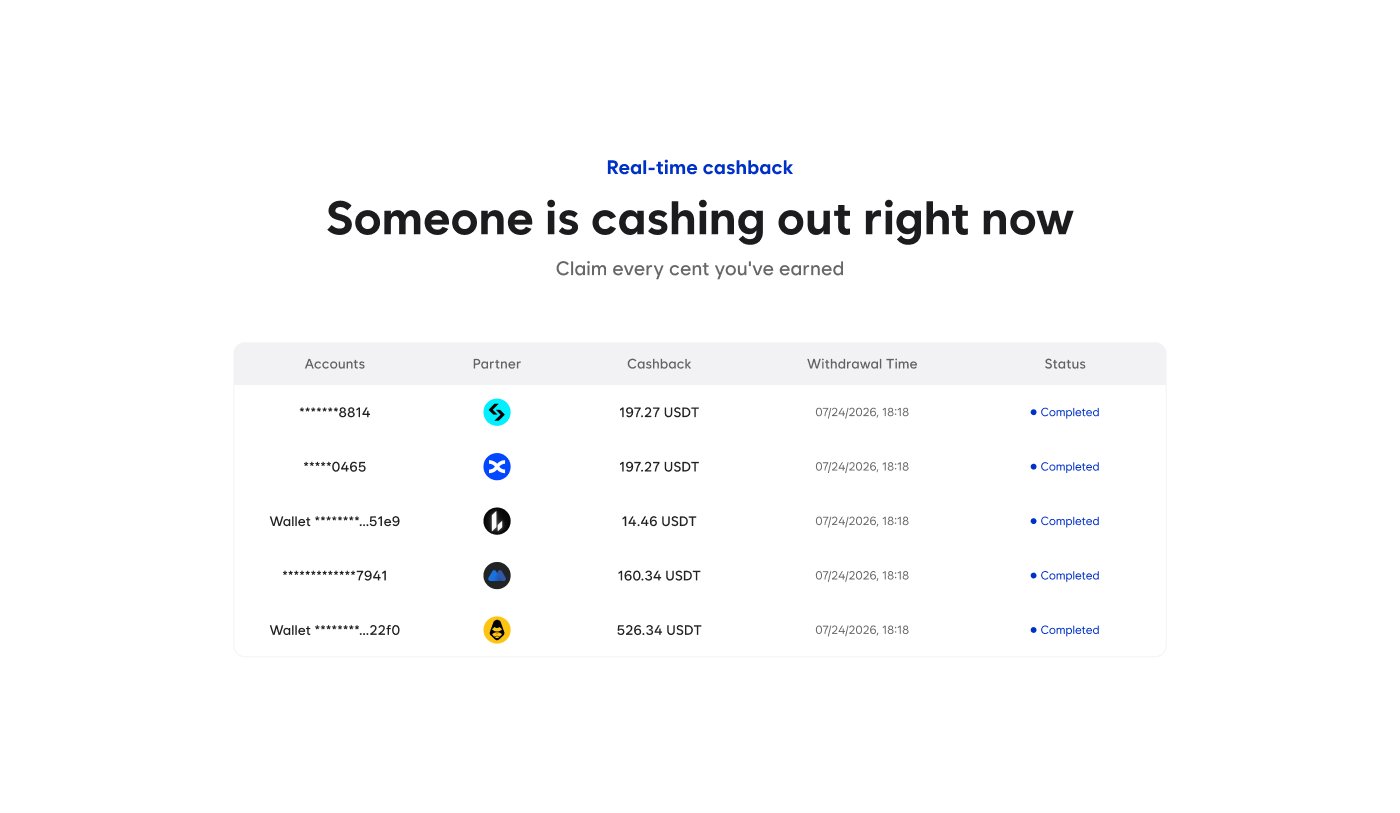 Real-time cashback
Someone is cashing out right now
Claim every cent you've earned
Accounts Partner Cashback Withdrawal Time Status
*******8814 197.27 USDT 07/24/2026, 18:18 Completed
*****0465 197.27 USDT 07/24/2026, 18:18 Completed
Wallet ********...51e9 14.46 USDT 07/24/2026, 18:18 Completed
*************7941 160.34 USDT 07/24/2026, 18:18 Completed
Wallet ********...22f0 526.34 USDT 07/24/2026, 18:18 Completed